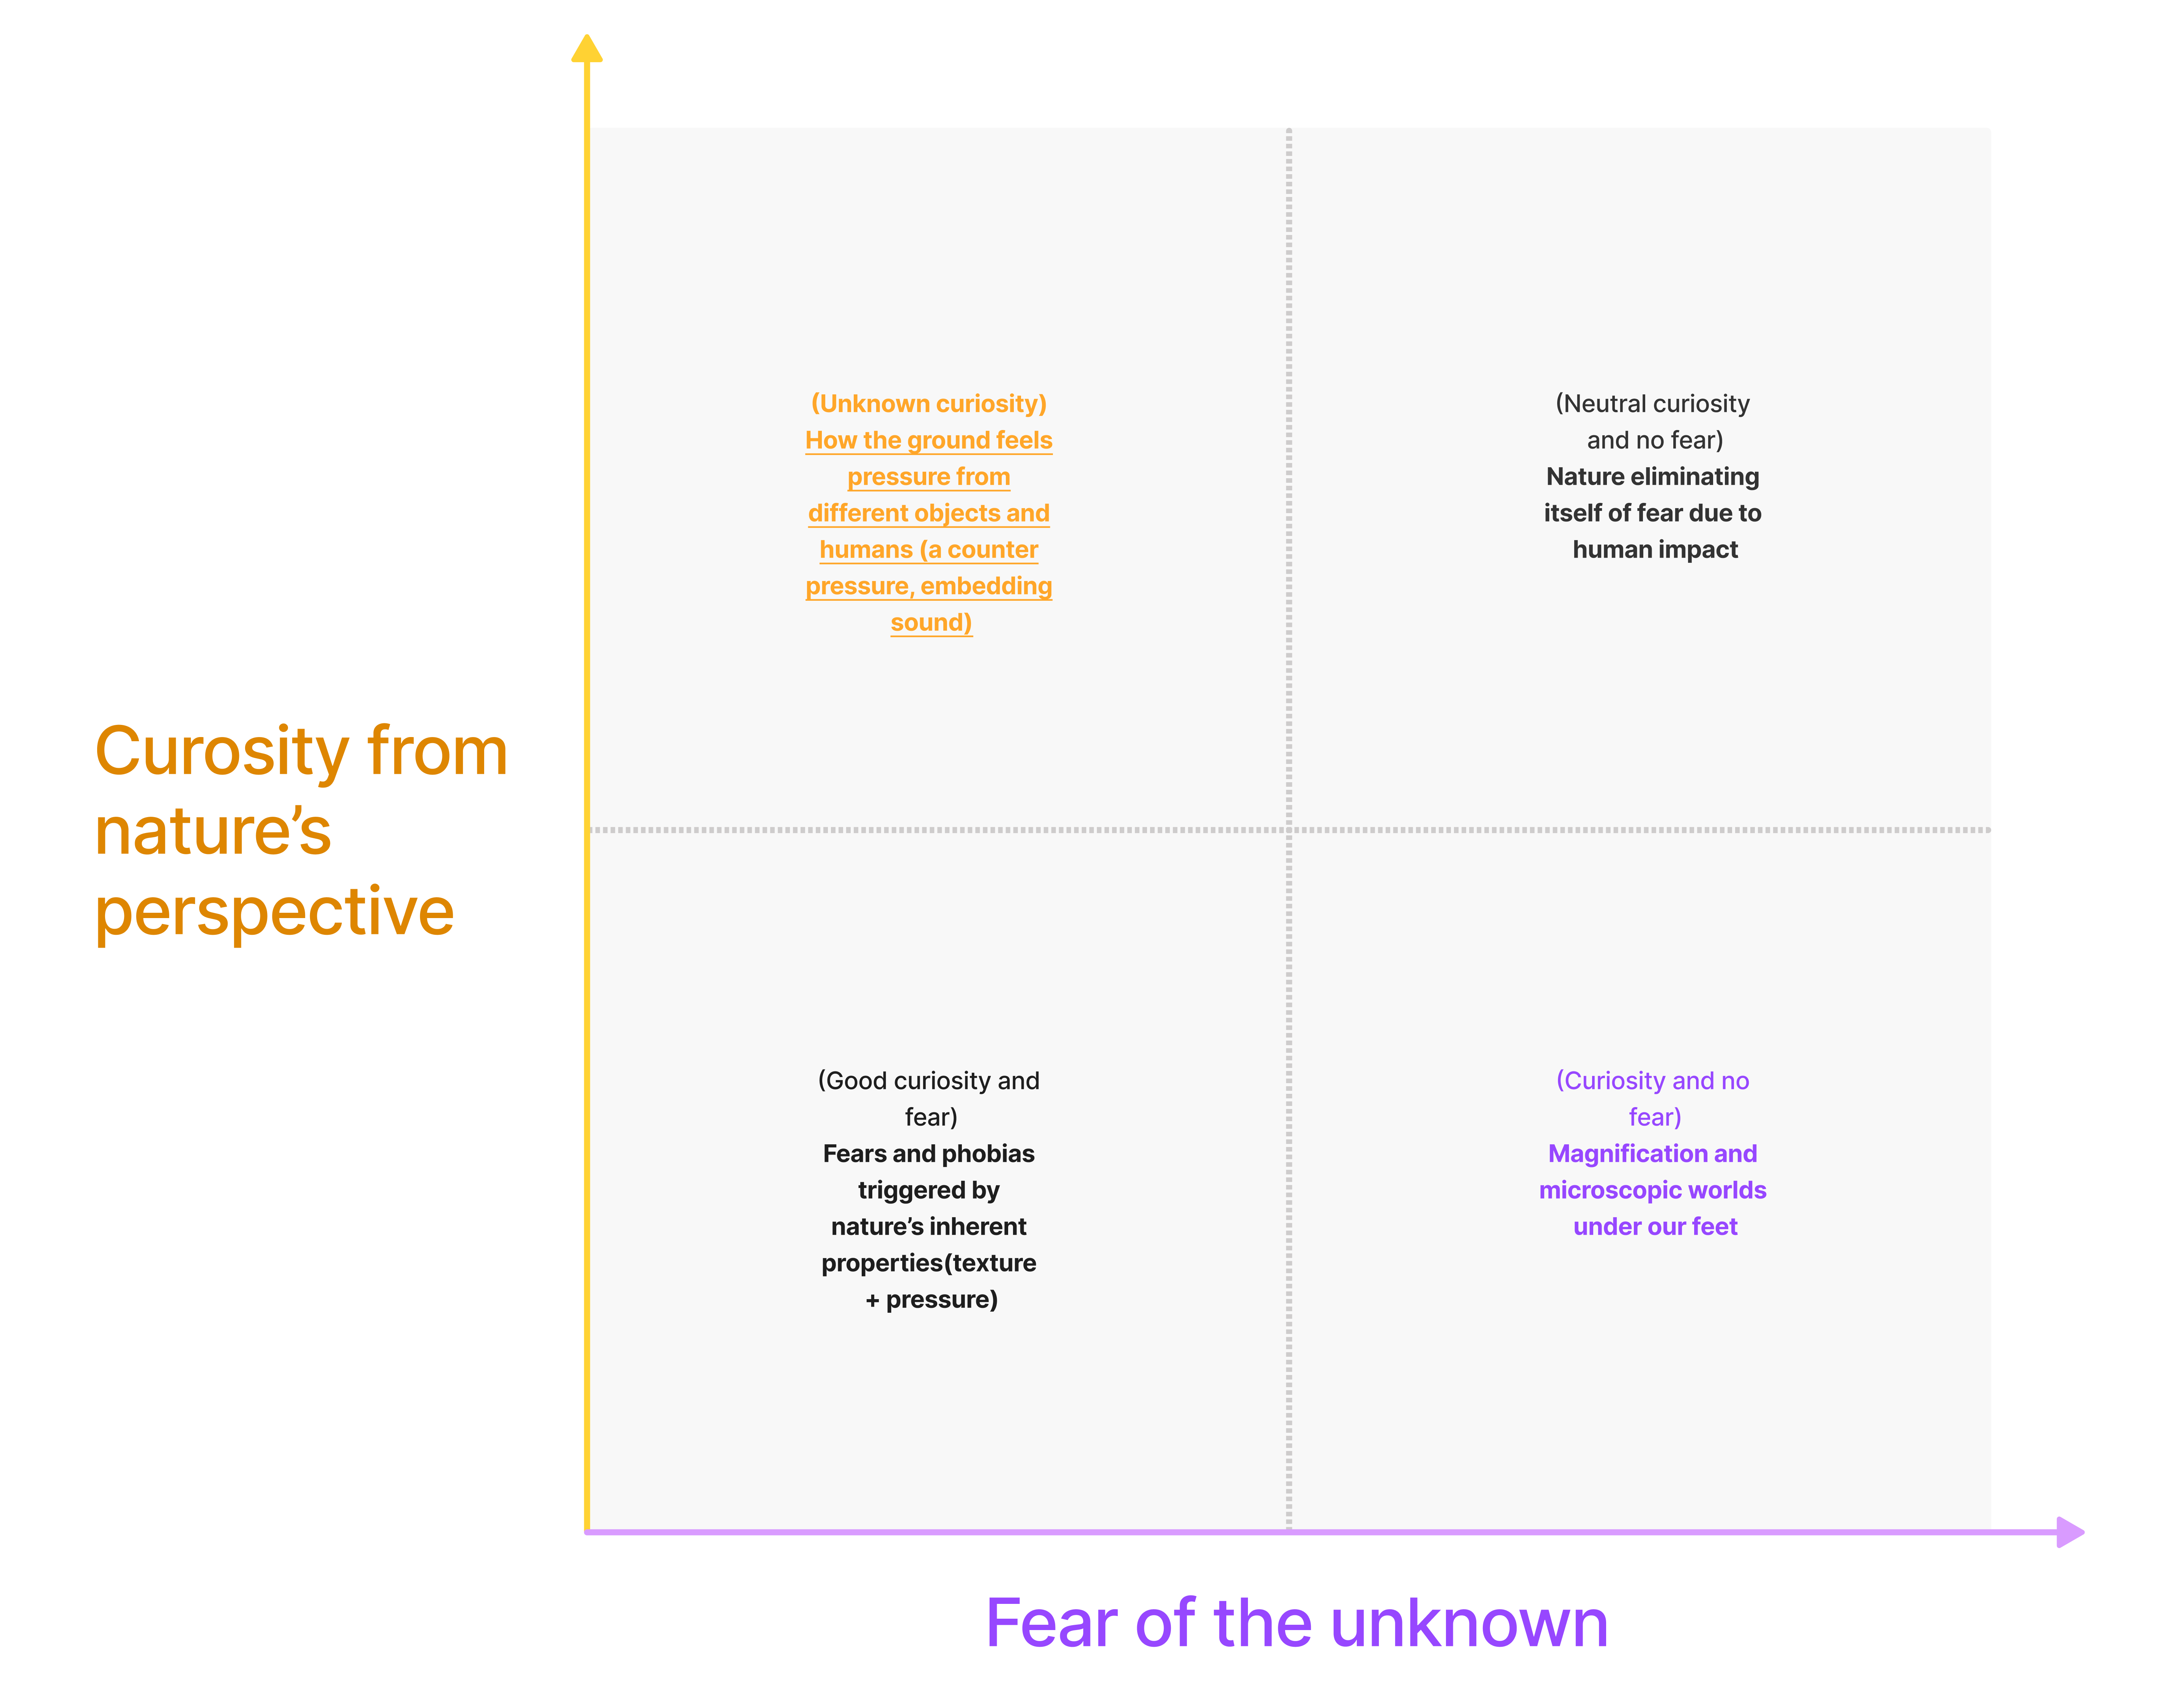 (Unknown curiosity)
How the ground feels
pressure from
different objects and
humans (a counter
pressure, embedding
sound)
(Neutral curiosity
and no fear)
Nature eliminating
itself of fear due to
human impact
Curosity from
nature’s
perspective
(Good curiosity and
fear)
Fears and phobias
triggered by
nature’s inherent
properties(texture
+ pressure)
(Curiosity and no
fear)
Magnification and
microscopic worlds
under our feet
Fear of the unknown